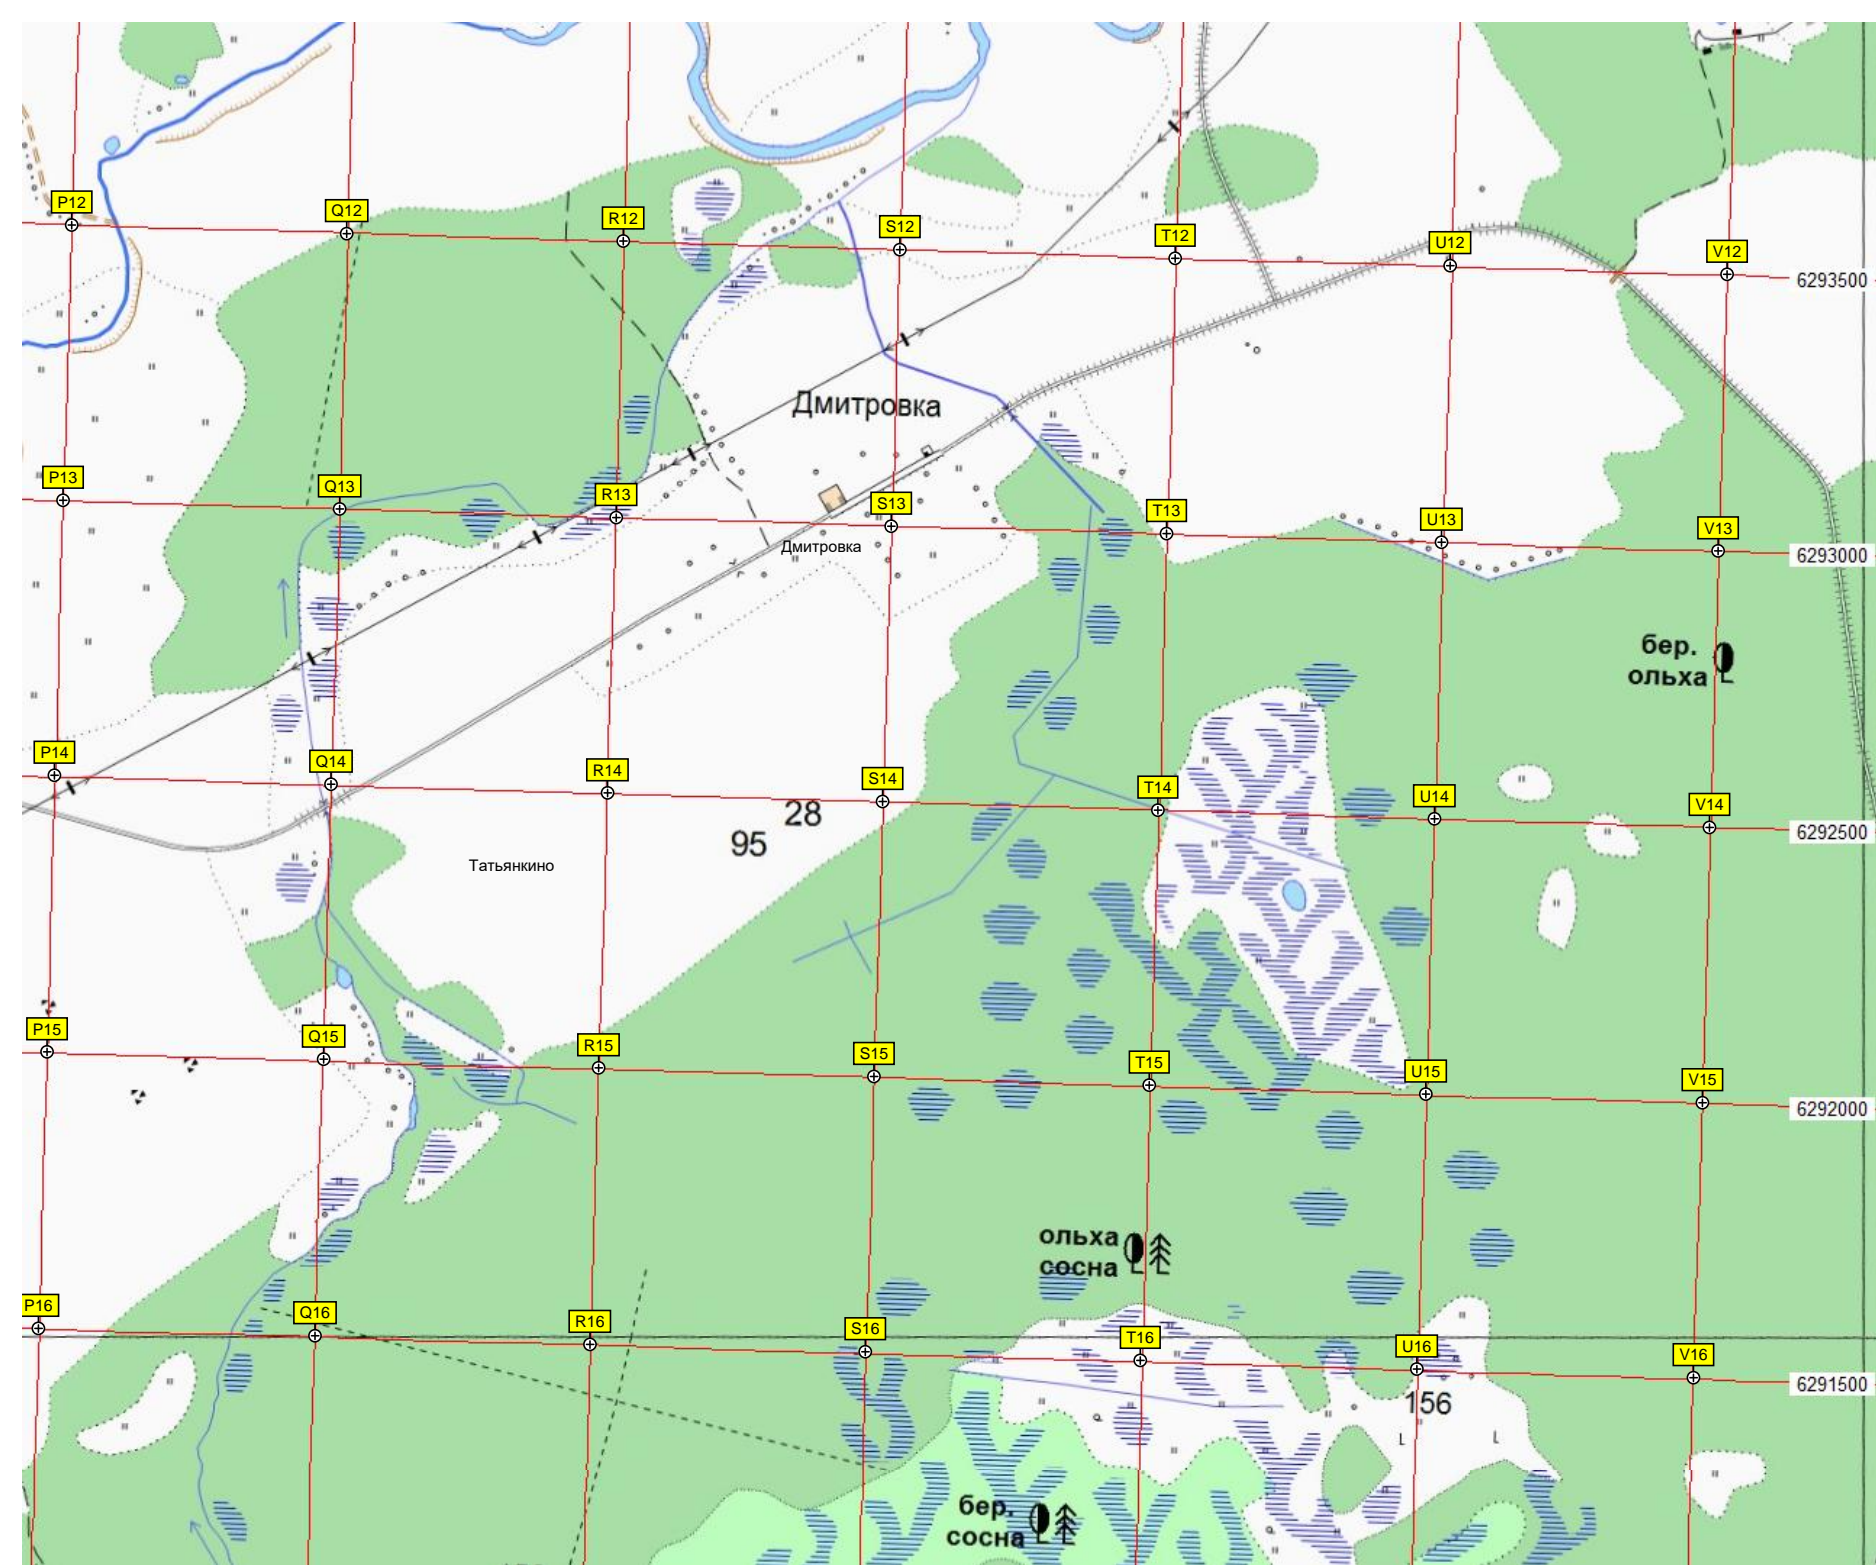 P12
Q12
R12
S12
T12
U12
V12
6293500
Дмитровка
P13
Q13
R13
S13
T13
U13
V13
Дмитровка
6293000
бер.
ольха
P14
Q14
R14
S14
T14
U14
V14
28
95
6292500
Татьянкино
P15
Q15
R15
S15
T15
U15
V15
6292000
ольха
сосна
P16
Q16
R16
S16
T16
U16
V16
6291500
156
бер.
сосна